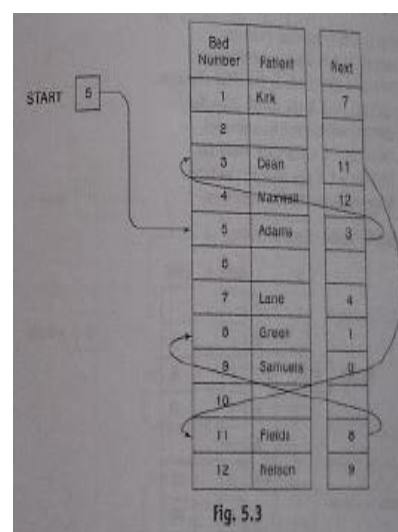 Bed Number Patient Next
START 5
1 Kirk 7
2
3 Dean 11
4 Maxwell 12
5 Adams 3
6
7 Lane 4
8 Green 1
9 Samuels 0
10
11 Fields 8
12 Nelson 9
Fig. 5.3